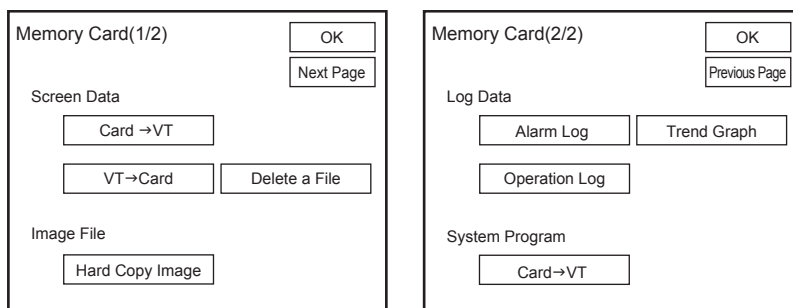 Memory Card(1/2)
OK
Next Page
Screen Data
Card →VT
VT→Card
Delete a File
Image File
Hard Copy Image
Memory Card(2/2)
OK
Previous Page
Log Data
Alarm Log
Trend Graph
Operation Log
System Program
Card→VT